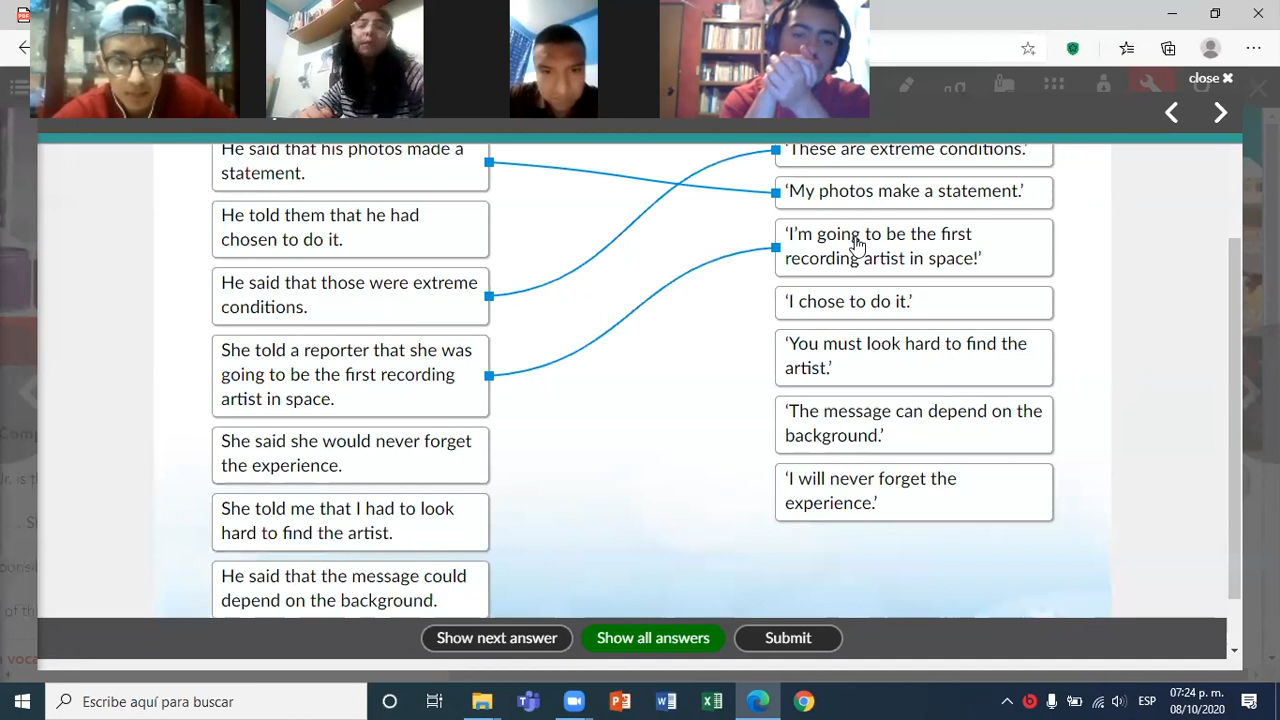 close ✖
He said that his photos made a
statement.
He told them that he had
chosen to do it.
He said that those were extreme
conditions.
She told a reporter that she was
going to be the first recording
artist in space.
She said she would never forget
the experience.
She told me that I had to look
hard to find the artist.
He said that the message could
depend on the background.
‘These are extreme conditions.’
‘My photos make a statement.’
‘I’m going to be the first
recording artist in space!’
‘I chose to do it.’
‘You must look hard to find the
artist.’
‘The message can depend on the
background.’
‘I will never forget the
experience.’
Show next answer
Show all answers
Submit
Escribe aquí para buscar
ESP
07:24 p. m.
08/10/2020